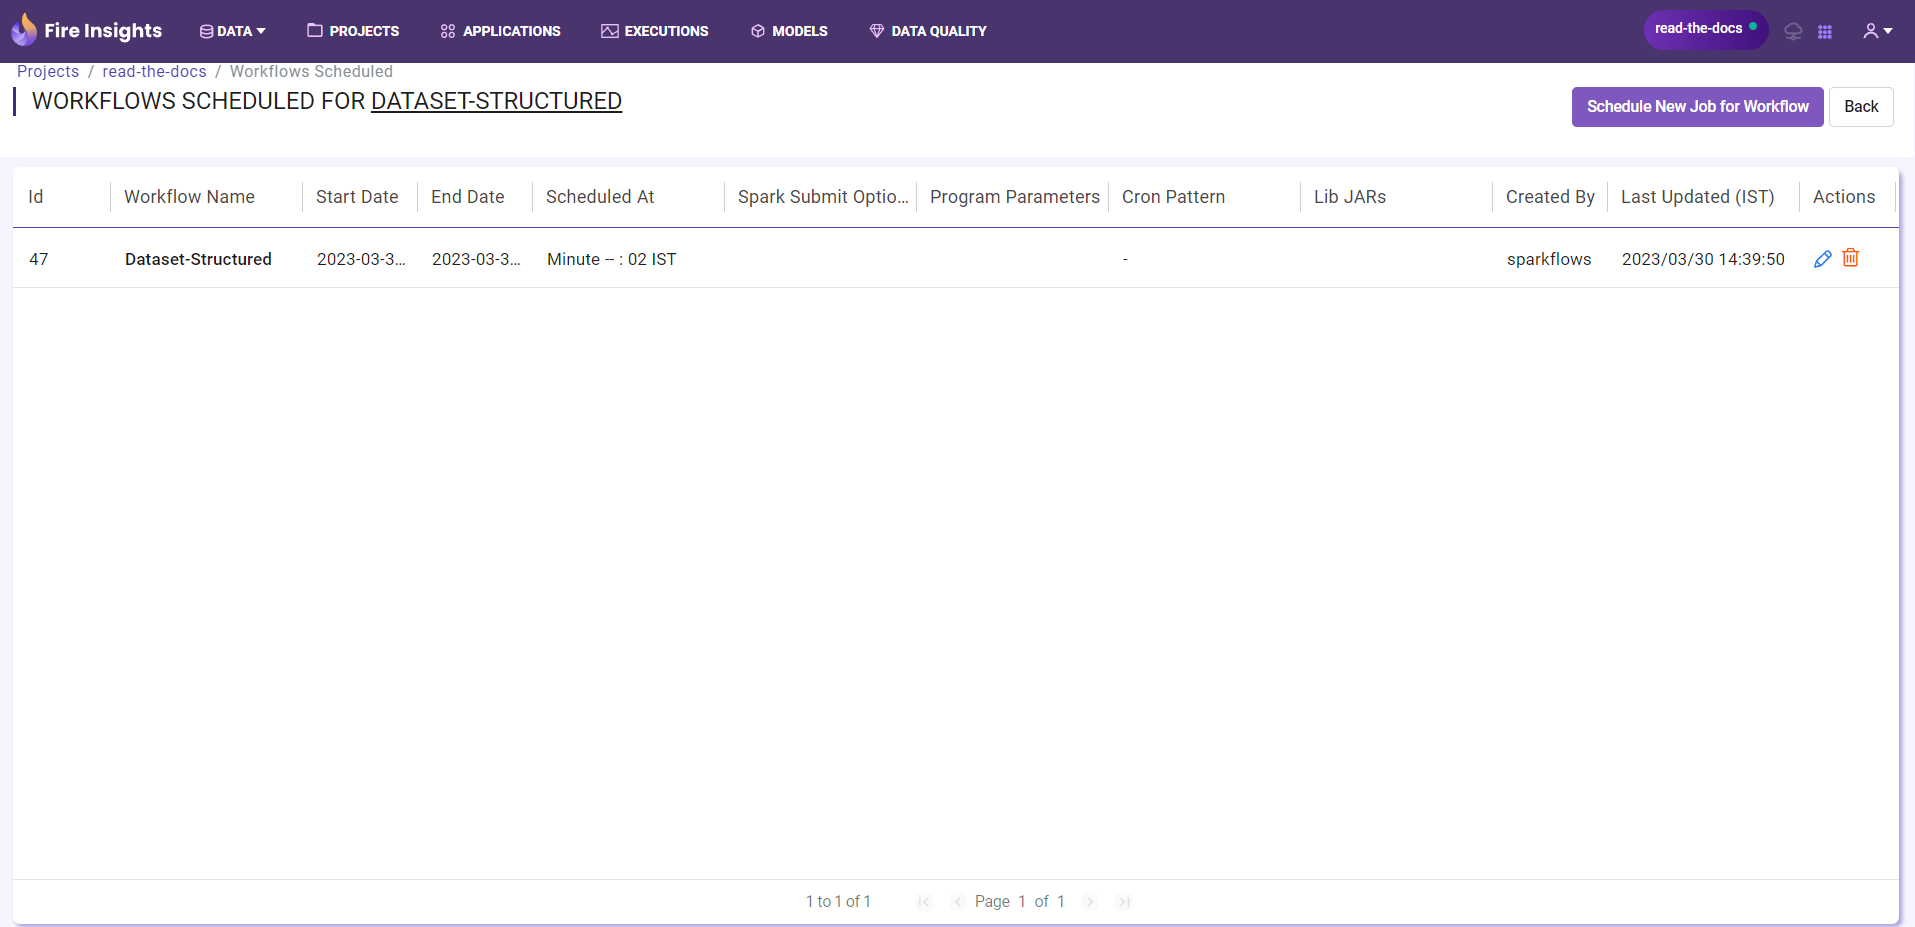 Fire Insights DATA PROJECTS APPLICATIONS EXECUTIONS MODELS DATA QUALITY read-the-docs
Projects / read-the-docs / Workflows Scheduled
WORKFLOWS SCHEDULED FOR DATASET-STRUCTURED
Schedule New Job for Workflow Back
Id Workflow Name Start Date End Date Scheduled At Spark Submit Optio... Program Parameters Cron Pattern Lib JARs Created By Last Updated (IST) Actions
47 Dataset-Structured 2023-03-3... 2023-03-3... Minute -- : 02 IST - sparkflows 2023/03/30 14:39:50
1 to 1 of 1 Page 1 of 1